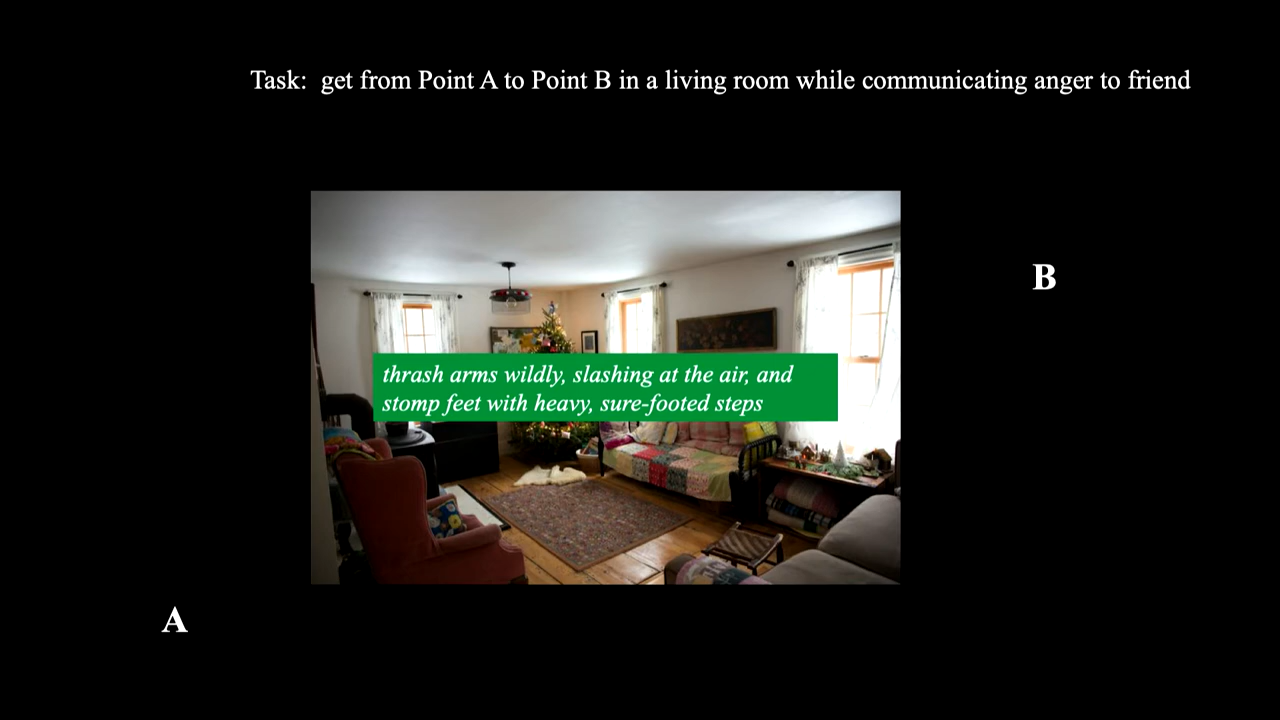 Task:  get from Point A to Point B in a living room while communicating anger to friend
B
thrash arms wildly, slashing at the air, and
stomp feet with heavy, sure-footed steps
A